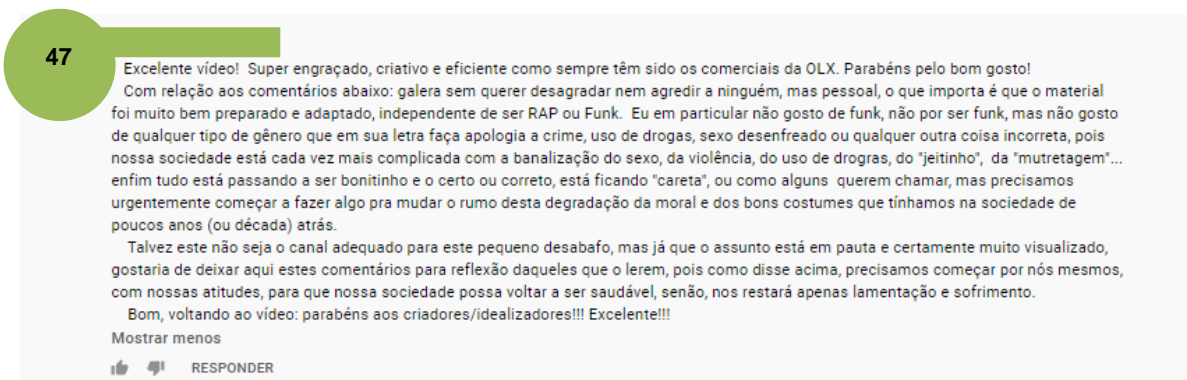 47
Excelente vídeo! Super engraçado, criativo e eficiente como sempre têm sido os comerciais da OLX. Parabéns pelo bom gosto!
Com relação aos comentários abaixo: galera sem querer desagradar nem agredir a ninguém, mas pessoal, o que importa é que o material
foi muito bem preparado e adaptado, independente de ser RAP ou Funk. Eu em particular não gosto de funk, não por ser funk, mas não gosto
de qualquer tipo de gênero que em sua letra faça apologia a crime, uso de drogas, sexo desenfreado ou qualquer outra coisa incorreta, pois
nossa sociedade está cada vez mais complicada com a banalização do sexo, da violência, do uso de drogras, do "jeitinho", da "mutretagem"...
enfim tudo está passando a ser bonitinho e o certo ou correto, está ficando "careta", ou como alguns querem chamar, mas precisamos
urgentemente começar a fazer algo pra mudar o rumo desta degradação da moral e dos bons costumes que tínhamos na sociedade de
poucos anos (ou década) atrás.
Talvez este não seja o canal adequado para este pequeno desabafo, mas já que o assunto está em pauta e certamente muito visualizado,
gostaria de deixar aqui estes comentários para reflexão daqueles que o lerem, pois como disse acima, precisamos começar por nós mesmos,
com nossas atitudes, para que nossa sociedade possa voltar a ser saudável, senão, nos restará apenas lamentação e sofrimento.
Bom, voltando ao vídeo: parabéns aos criadores/idealizadores!!! Excelente!!!
Mostrar menos
RESPONDER